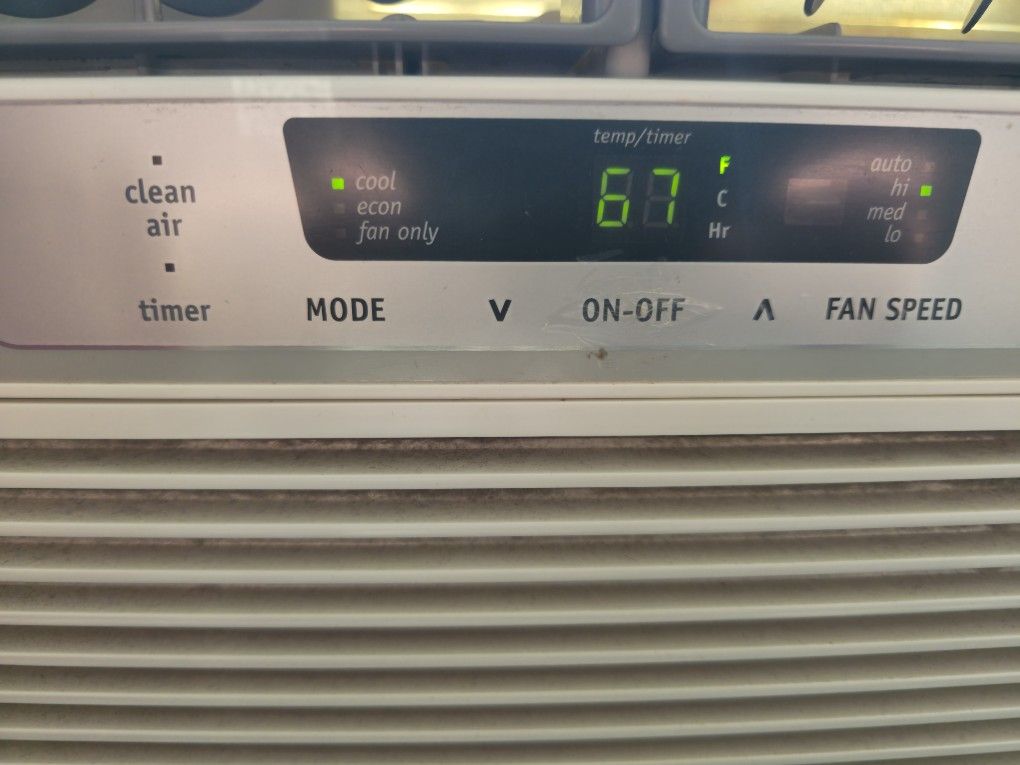 temp/timer
clean
air
cool
econ
fan only
67
F
C
Hr
auto
hi
med
lo
timer
MODE
V
ON-OFF
Λ
FAN SPEED